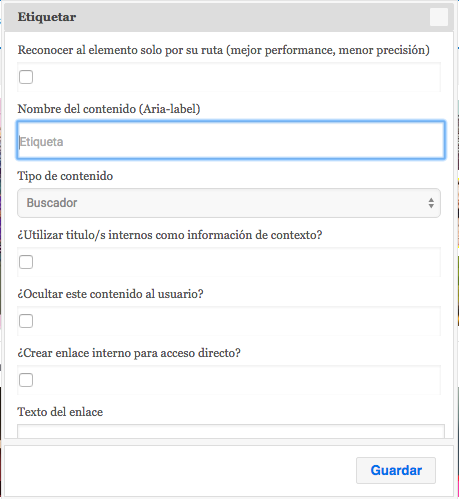 Etiquetar
Reconocer al elemento solo por su ruta (mejor performance, menor precisión)
Nombre del contenido (Aria-label)
Etiqueta
Tipo de contenido
Buscador
¿Utilizar titulo/s internos como información de contexto?
¿Ocultar este contenido al usuario?
¿Crear enlace interno para acceso directo?
Texto del enlace
Guardar